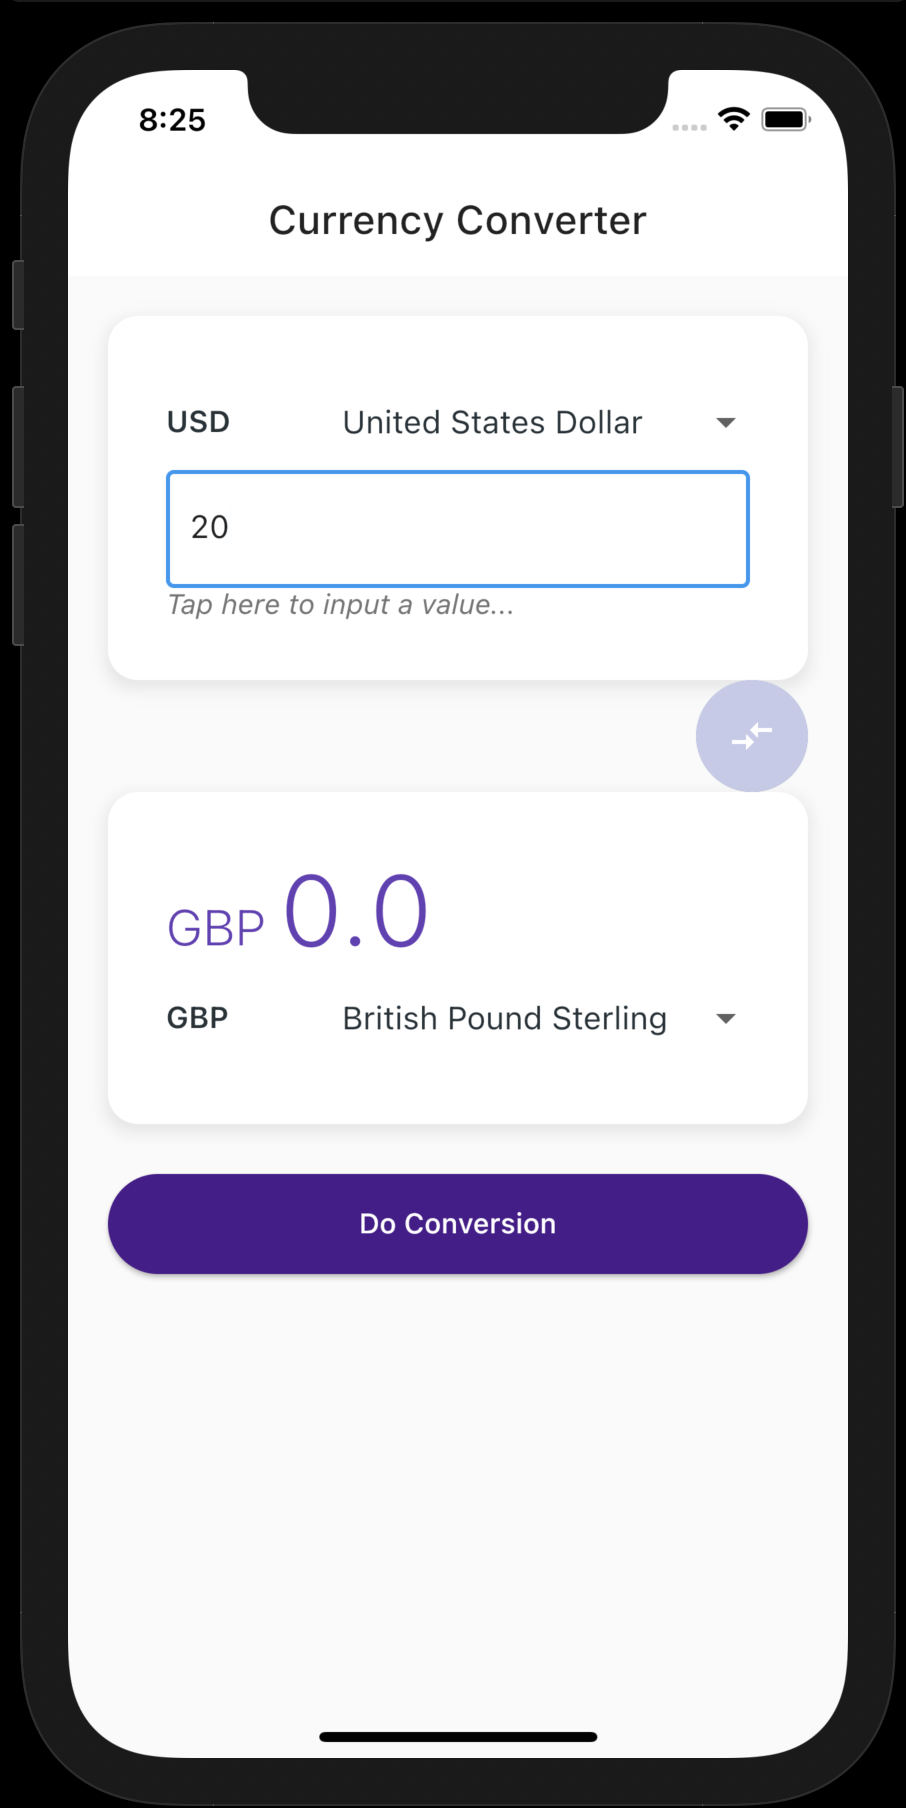 8:25
Currency Converter
USD United States Dollar
20
Tap here to input a value...
GBP 0.0
GBP British Pound Sterling
Do Conversion